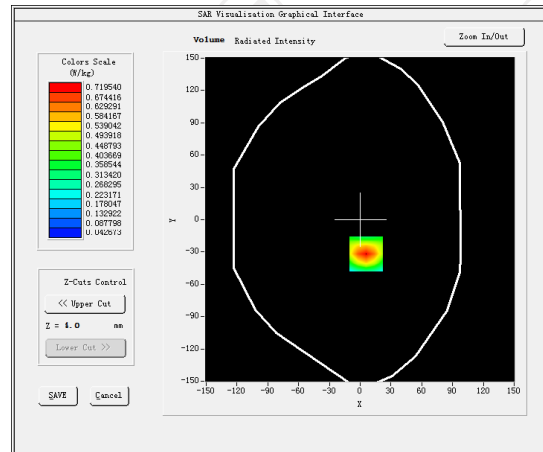 SAR Visualisation Graphical Interface
Volume Radiated Intensity
Zoom In/Out
Colors Scale
(W/kg)
0.719540
0.674416
0.629291
0.584167
0.539042
0.493918
0.448793
0.403669
0.358544
0.313420
0.268295
0.223171
0.178047
0.132922
0.087798
0.042673
150
120
90
60
30
0
-30
-60
-90
-120
-150
Y
-150 -120 -90 -60 -30 0 30 60 90 120 150
X
Z-Cuts Control
<< Upper Cut
Z = 4.0 mm
Lower Cut >>
SAVE
Cancel